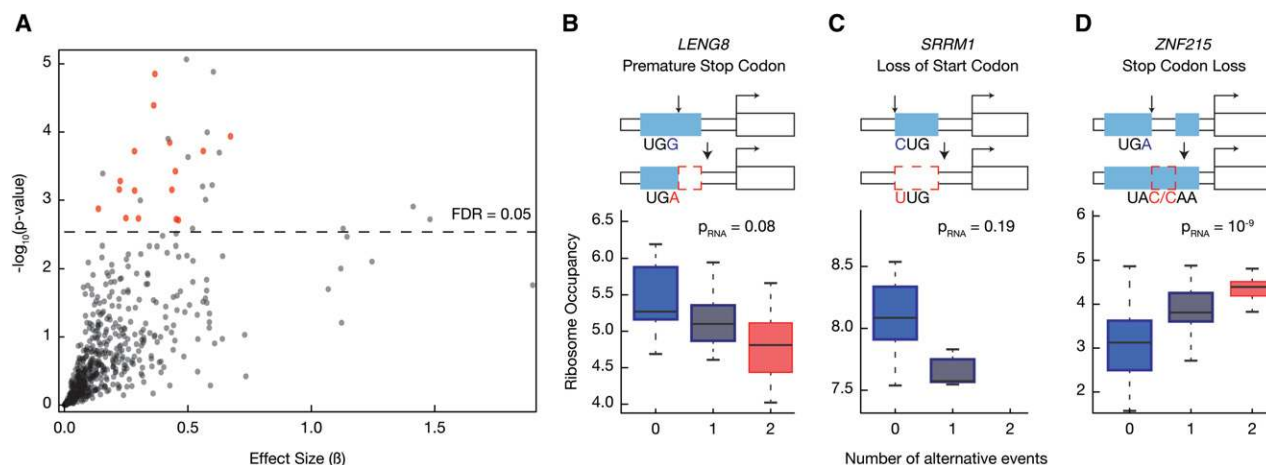 A
5
4
3
2
1
0
-log10(p-value)
FDR = 0.05
0.0 0.5 1.0 1.5
Effect Size (ß)
B
LENG8
Premature Stop Codon
UGG
UGA
6.5
6.0
5.5
5.0
4.5
4.0
Ribosome Occupancy
pRNA = 0.08
0 1 2
C
SRRM1
Loss of Start Codon
CUG
UUG
8.5
8.0
7.5
pRNA = 0.19
0 1 2
Number of alternative events
D
ZNF215
Stop Codon Loss
UGA
UAC/CAA
5
4
3
2
pRNA = 10-9
0 1 2